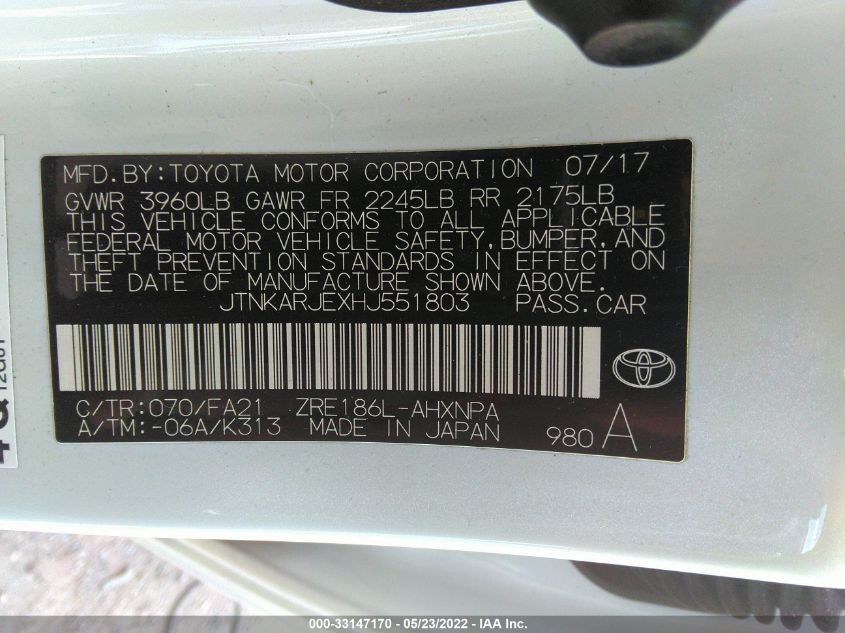 MFD.BY:TOYOTA MOTOR CORPORATION 07/17
GVWR 3960LB GAWR FR 2245LB RR 2175LB
THIS VEHICLE CONFORMS TO ALL APPLICABLE
FEDERAL MOTOR VEHICLE SAFETY,BUMPER,AND
THEFT PREVENTION STANDARDS IN EFFECT ON
THE DATE OF MANUFACTURE SHOWN ABOVE.
JTNKARJEXHJ551803 PASS.CAR
C/TR:070/FA21 ZRE186L-AHXNPA
A/TM:-06A/K313 MADE IN JAPAN 980 A
000-33147170 - 05/23/2022 - IAA Inc.